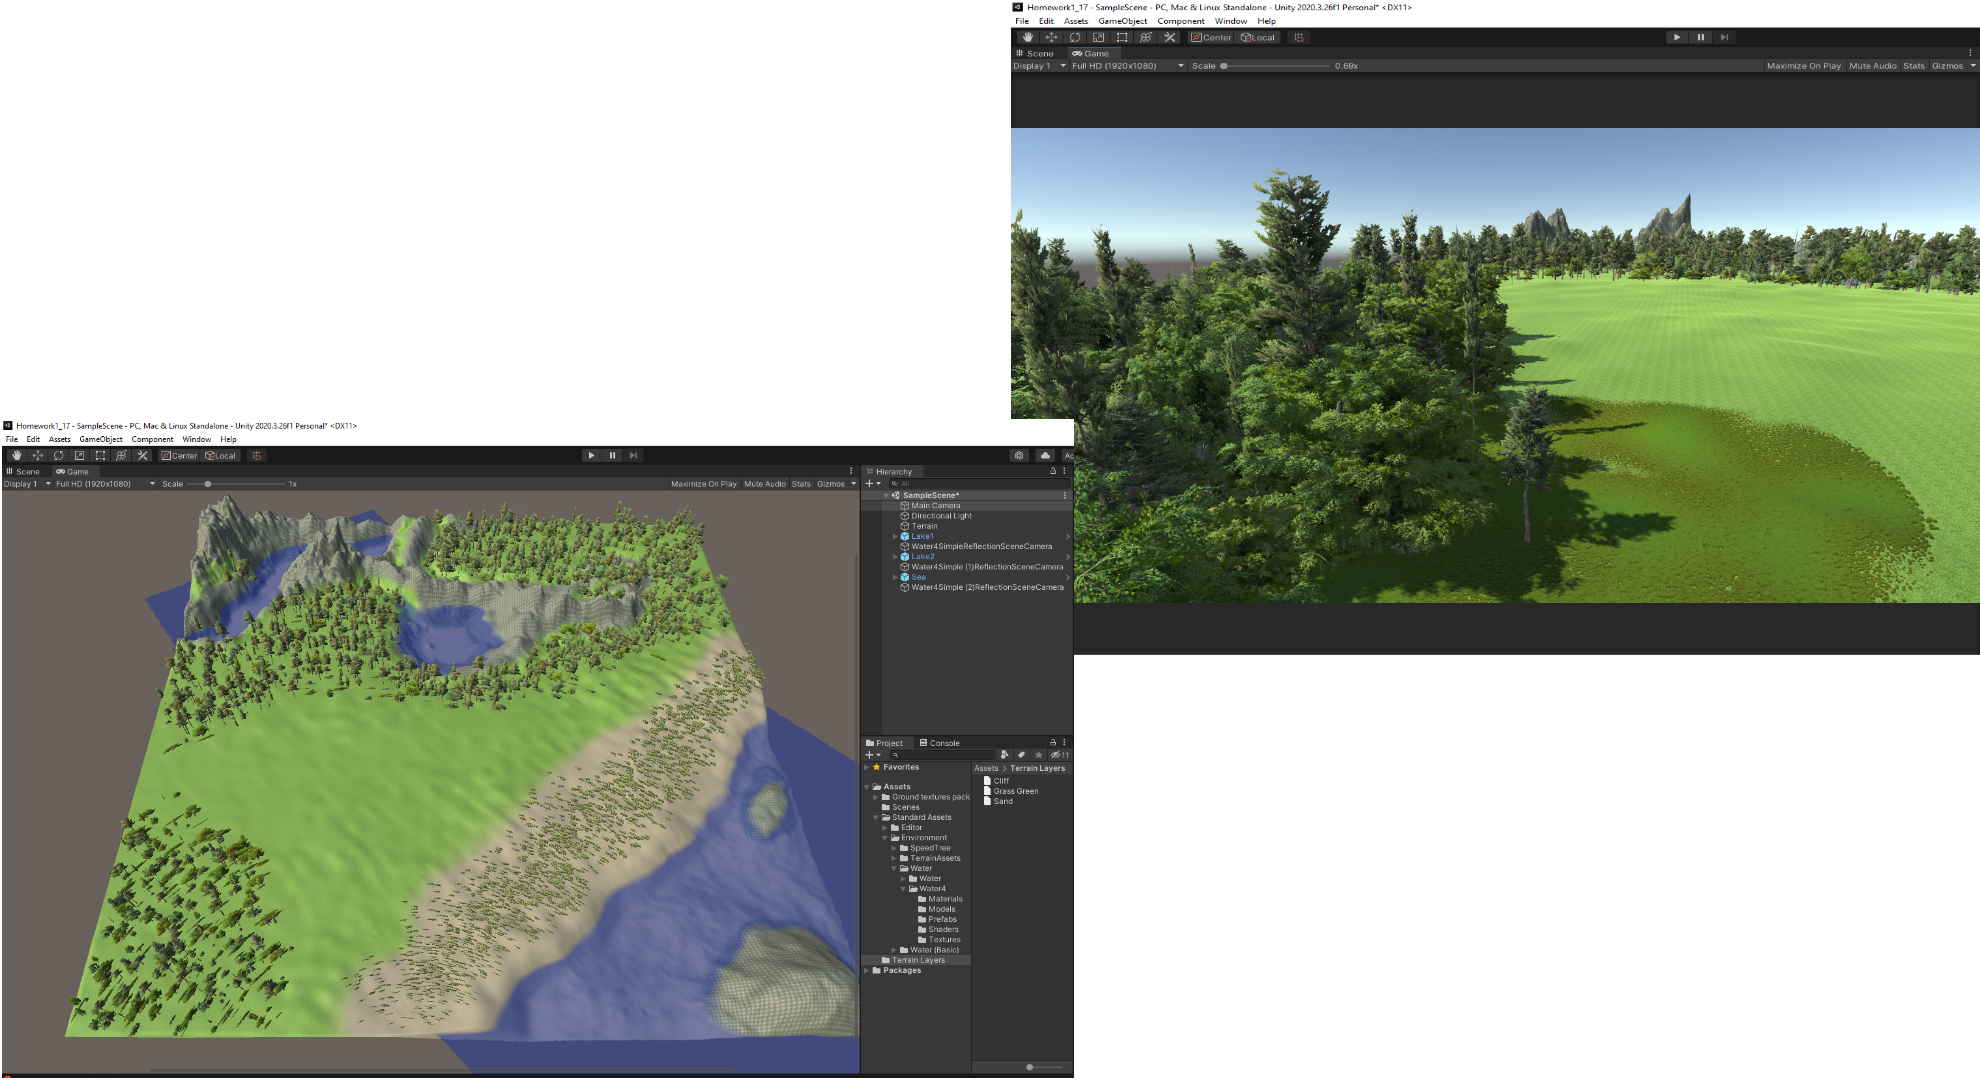 Homework1_17 - SampleScene - PC, Mac & Linux Standalone - Unity 2020.3.26f1 Personal* <DX11>
File Edit Assets GameObject Component Window Help
Center Local
Scene Game
Display 1 Full HD (1920x1080) Scale 0.69x Maximize On Play Mute Audio Stats Gizmos
Homework1_17 - SampleScene - PC, Mac & Linux Standalone - Unity 2020.3.26f1 Personal* <DX11>
File Edit Assets GameObject Component Window Help
Center Local Ac
Scene Game
Display 1 Full HD (1920x1080) Scale 1x Maximize On Play Mute Audio Stats Gizmos
Hierarchy
All
SampleScene*
Main Camera
Directional Light
Terrain
Lake1
Water4SimpleReflectionSceneCamera
Lake2
Water4Simple (1)ReflectionSceneCamera
Sea
Water4Simple (2)ReflectionSceneCamera
Project Console
11
Favorites
Assets
Ground textures pack
Scenes
Standard Assets
Editor
Environment
SpeedTree
TerrainAssets
Water
Water
Water4
Materials
Models
Prefabs
Shaders
Textures
Water (Basic)
Terrain Layers
Packages
Assets > Terrain Layers
Cliff
Grass Green
Sand